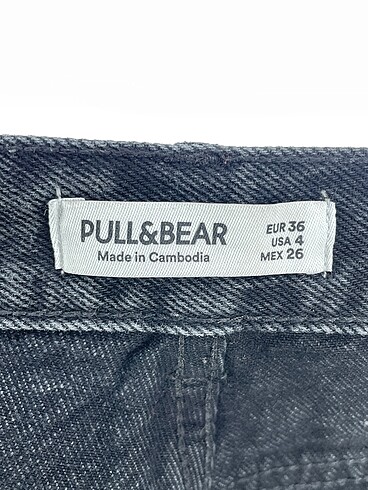 PULL&BEAR
Made in Cambodia
EUR 36
USA 4
MEX 26